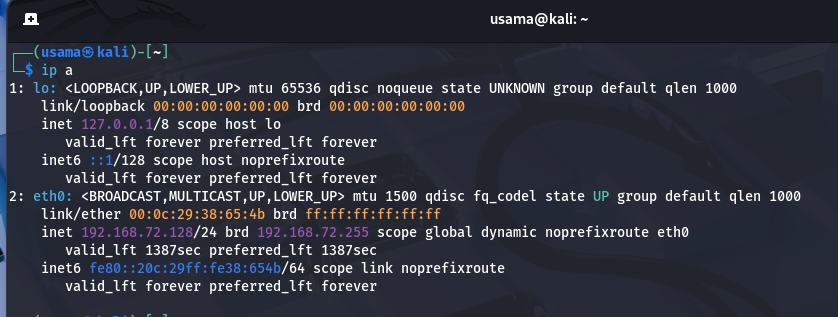 usama@kali: ~
┌──(usama㉿kali)-[~]
└─$ ip a
1: lo: <LOOPBACK,UP,LOWER_UP> mtu 65536 qdisc noqueue state UNKNOWN group default qlen 1000
    link/loopback 00:00:00:00:00:00 brd 00:00:00:00:00:00
    inet 127.0.0.1/8 scope host lo
       valid_lft forever preferred_lft forever
    inet6 ::1/128 scope host noprefixroute
       valid_lft forever preferred_lft forever
2: eth0: <BROADCAST,MULTICAST,UP,LOWER_UP> mtu 1500 qdisc fq_codel state UP group default qlen 1000
    link/ether 00:0c:29:38:65:4b brd ff:ff:ff:ff:ff:ff
    inet 192.168.72.128/24 brd 192.168.72.255 scope global dynamic noprefixroute eth0
       valid_lft 1387sec preferred_lft 1387sec
    inet6 fe80::20c:29ff:fe38:654b/64 scope link noprefixroute
       valid_lft forever preferred_lft forever